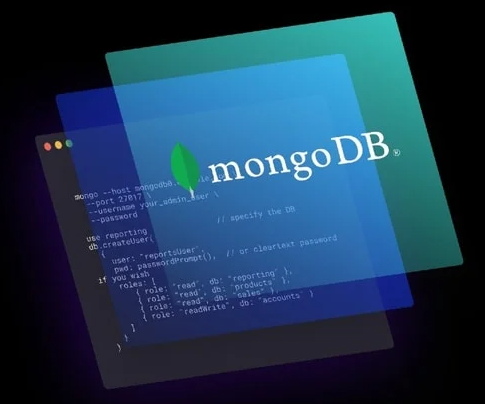 mongoDB®
mongo --host mongodb0.
--port 27017 \
--username your_admin_user \
--password
use reporting // specify the DB
db.createUser(
{
user: "reportsUser",
pwd: passwordPrompt(), // or cleartext password
if you wish
roles: [
{ role: "read", db: "reporting" },
{ role: "read", db: "products" },
{ role: "read", db: "sales" },
{ role: "readWrite", db: "accounts" }
]
}
)